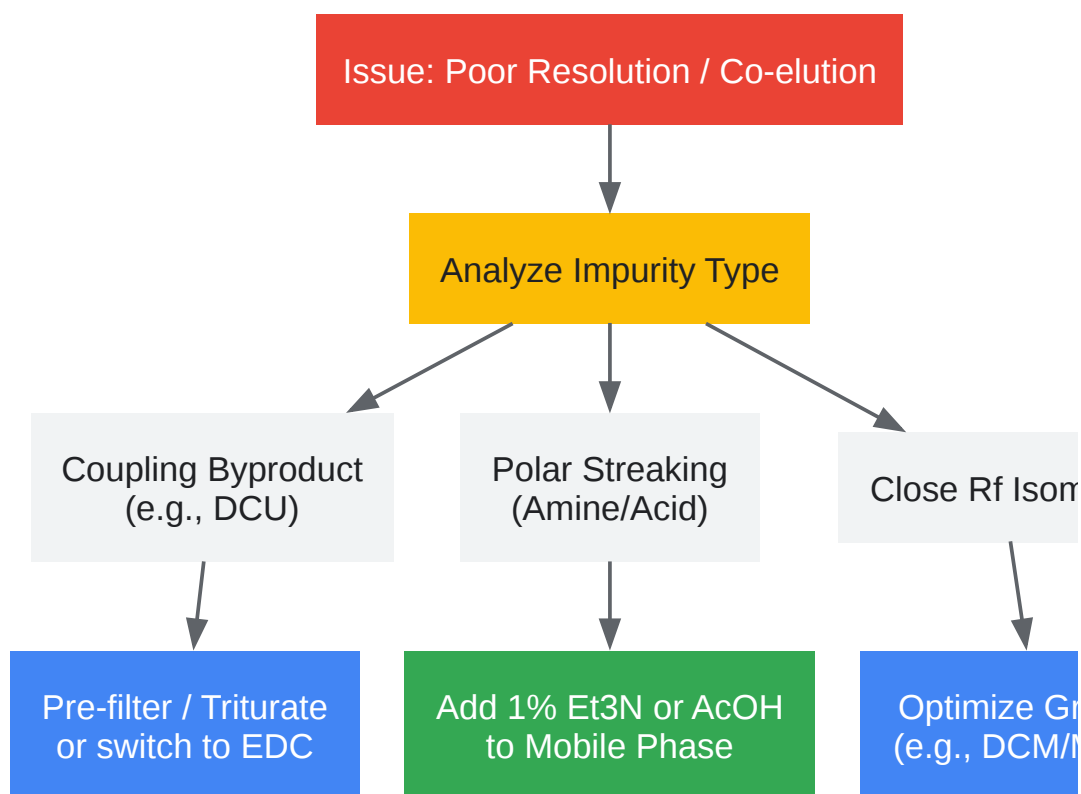 Issue: Poor Resolution / Co-elution
Analyze Impurity Type
Coupling Byproduct
(e.g., DCU)
Polar Streaking
(Amine/Acid)
Close Rf
Pre-filter / Triturate
or switch to EDC
Add 1% Et3N or AcOH
to Mobile Phase
Optimize
(e.g.,